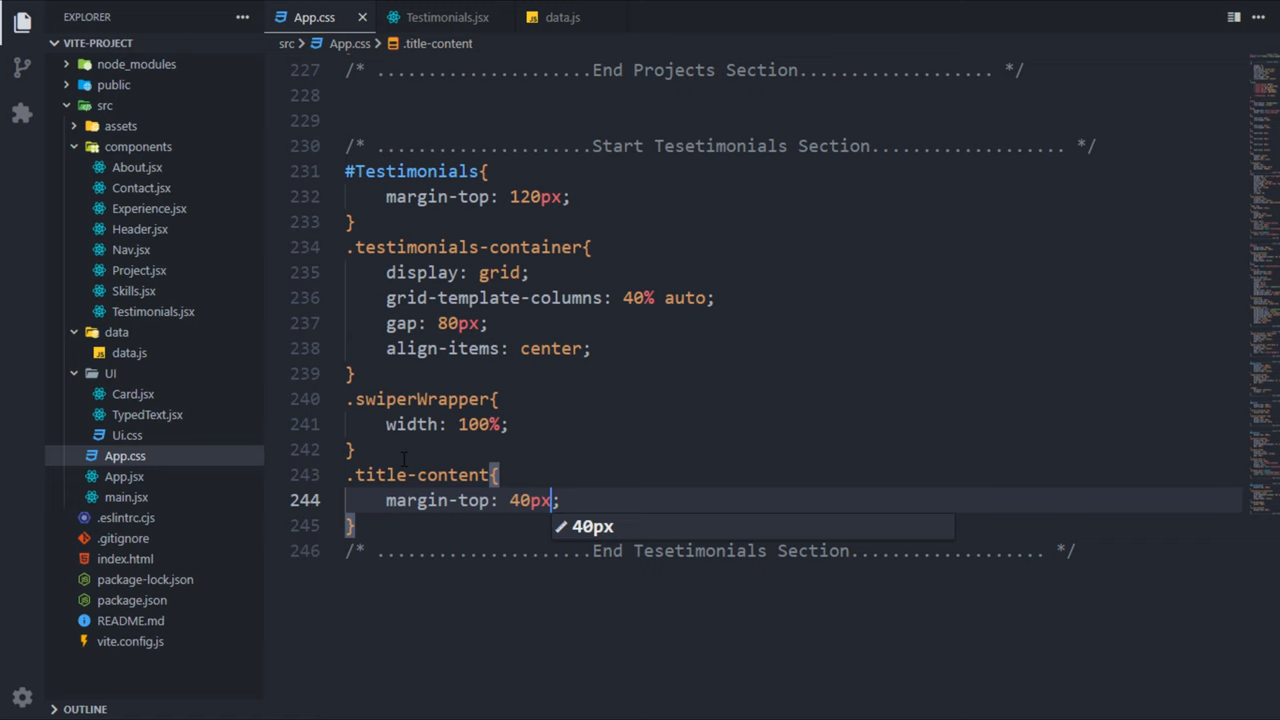 EXPLORER
App.css
Testimonials.jsx
data.js
VITE-PROJECT
src > App.css > .title-content
node_modules
public
src
assets
components
About.jsx
Contact.jsx
Experience.jsx
Header.jsx
Nav.jsx
Project.jsx
Skills.jsx
Testimonials.jsx
data
data.js
UI
Card.jsx
TypedText.jsx
Ui.css
App.css
App.jsx
main.jsx
.eslintrc.cjs
.gitignore
index.html
package-lock.json
package.json
README.md
vite.config.js
OUTLINE
227 /* .....................End Projects Section................... */
228
229
230 /* .....................Start Tesetimonials Section................... */
231 #Testimonials{
232 margin-top: 120px;
233 }
234 .testimonials-container{
235 display: grid;
236 grid-template-columns: 40% auto;
237 gap: 80px;
238 align-items: center;
239 }
240 .swiperWrapper{
241 width: 100%;
242 }
243 .title-content{
244 margin-top: 40px;
40px
245 }
246 /* .....................End Tesetimonials Section................... */